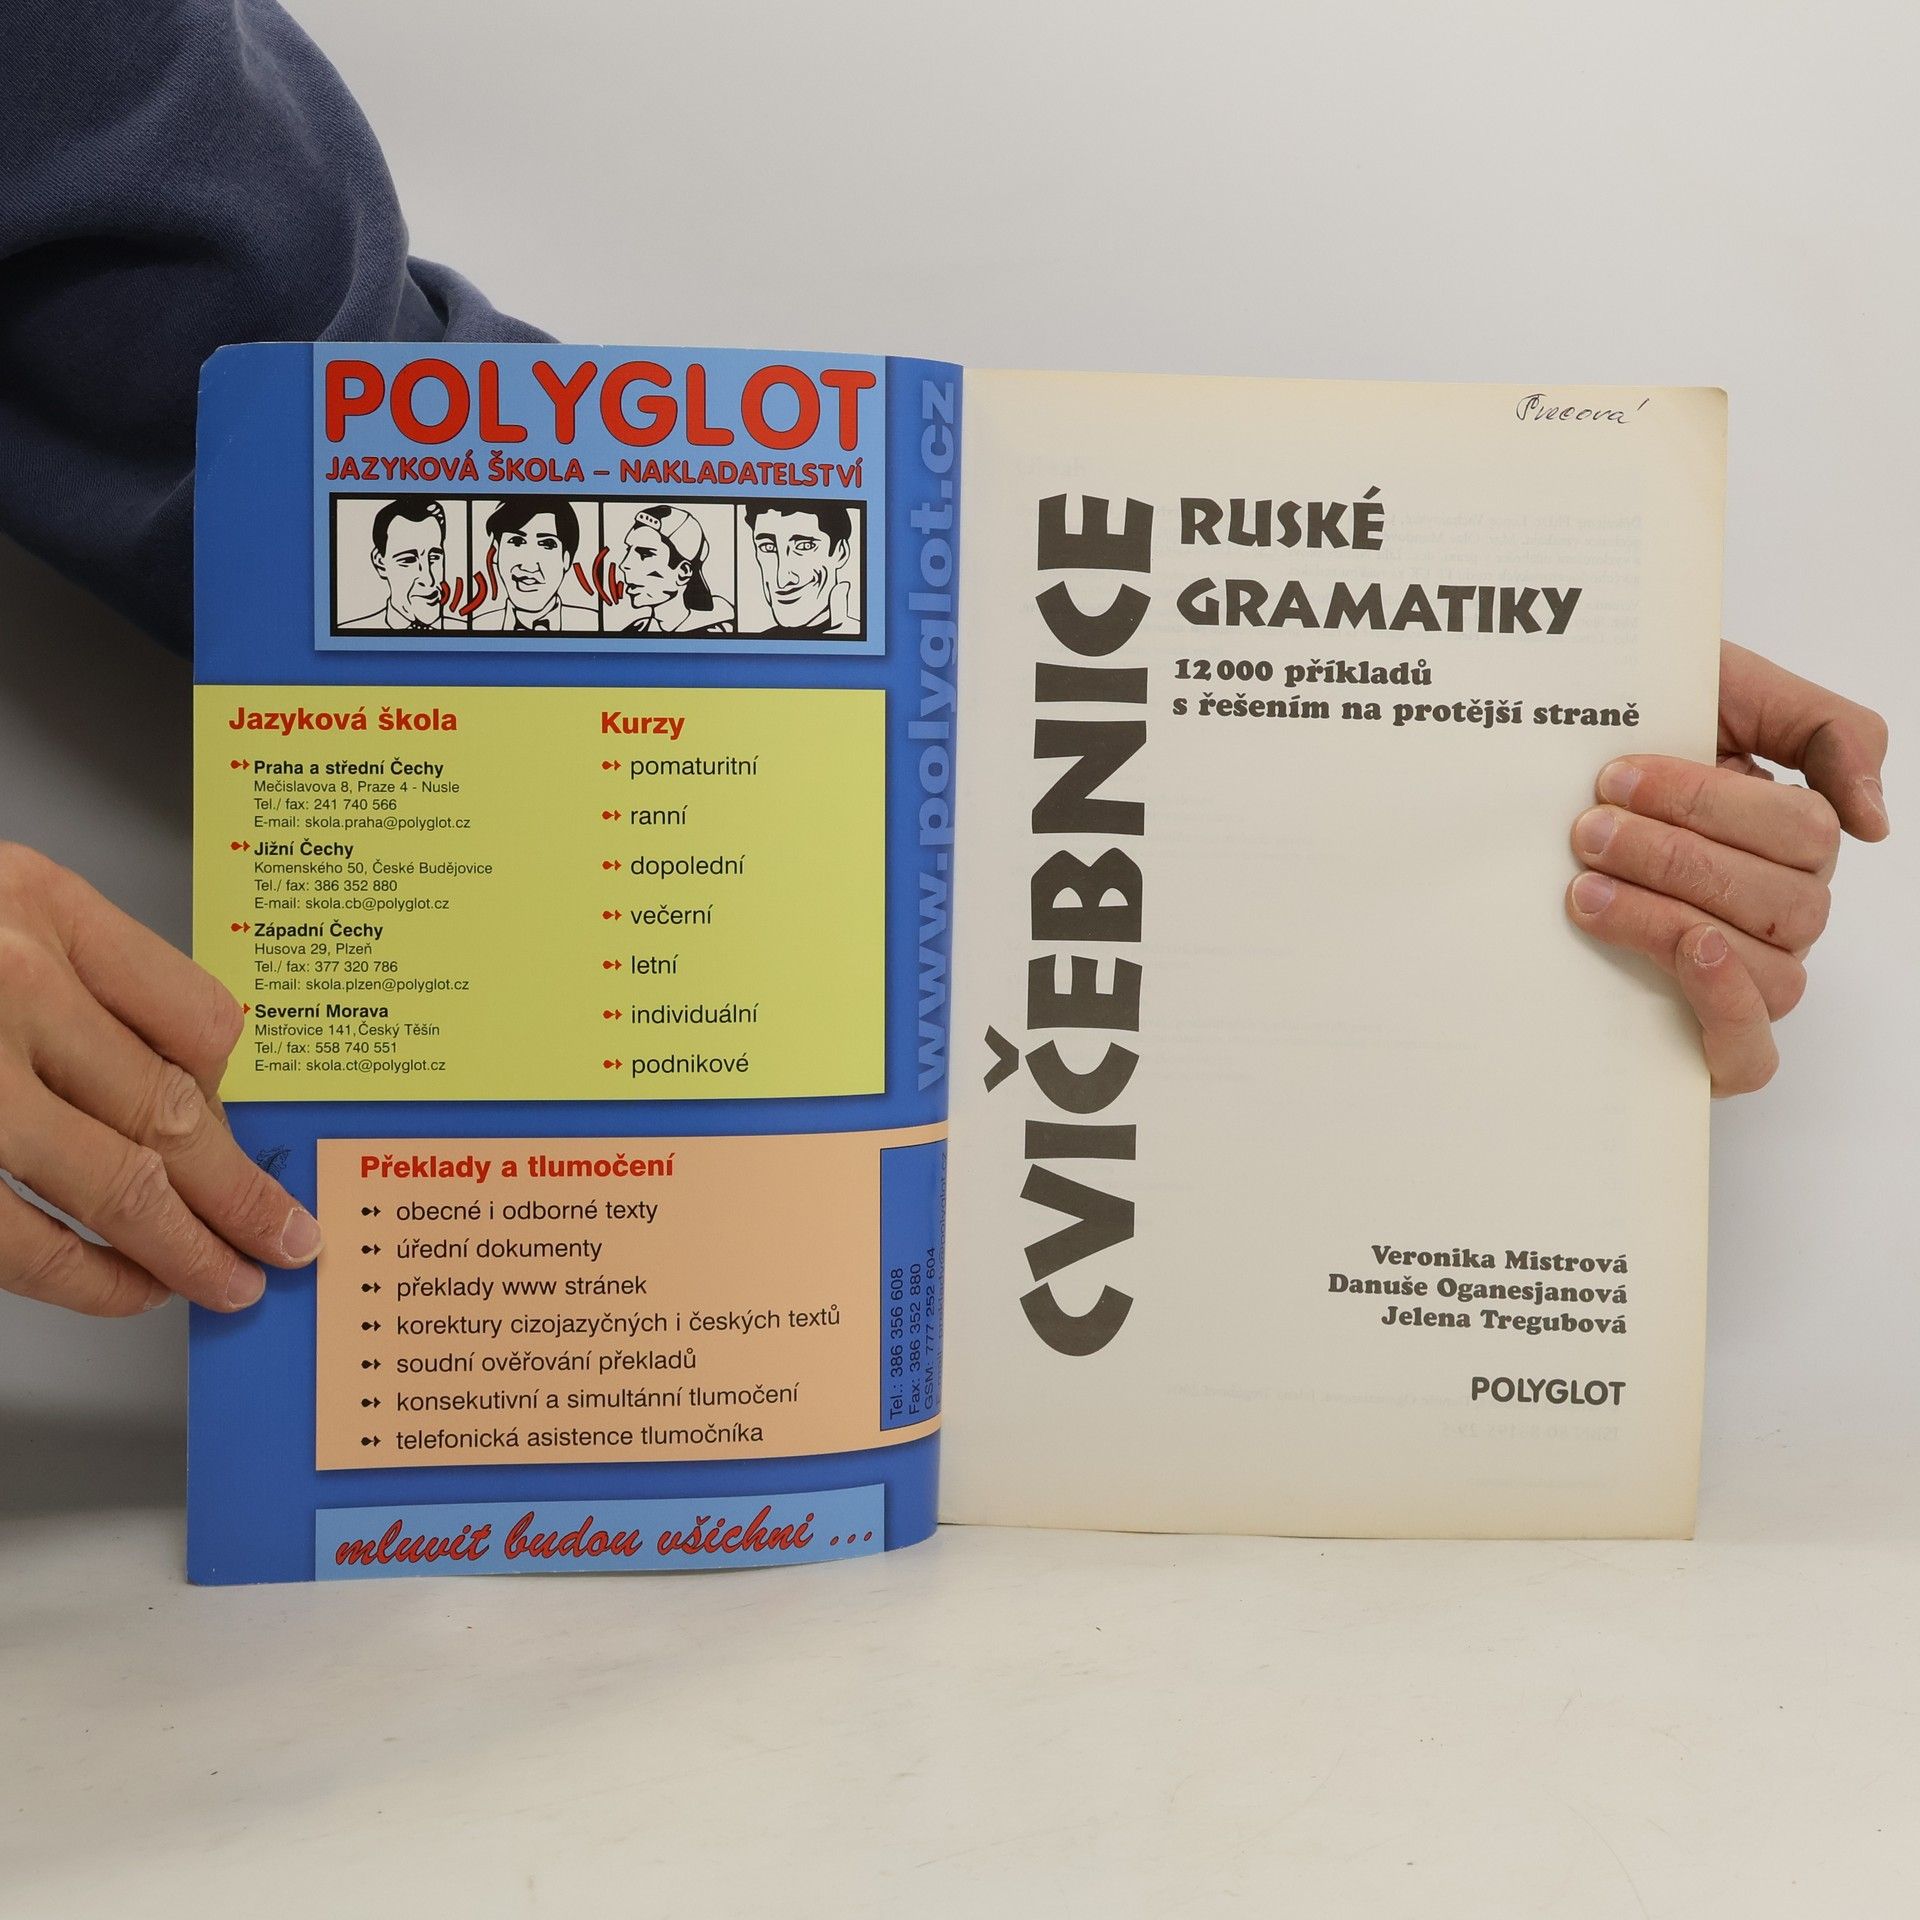 POLYGLOT
JAZYKOVÁ ŠKOLA – NAKLADATELSTVÍ
www.polyglot.cz
Jazyková škola
Praha a střední Čechy
Mečislavova 8, Praze 4 - Nusle
Tel./ fax: 241 740 566
E-mail: skola.praha@polyglot.cz
Jižní Čechy
Komenského 50, České Budějovice
Tel./ fax: 386 352 880
E-mail: skola.cb@polyglot.cz
Západní Čechy
Husova 29, Plzeň
Tel./ fax: 377 320 786
E-mail: skola.plzen@polyglot.cz
Severní Morava
Mistřovice 141, Český Těšín
Tel./ fax: 558 740 551
E-mail: skola.ct@polyglot.cz
Kurzy
pomaturitní
ranní
dopolední
večerní
letní
individuální
podnikové
Překlady a tlumočení
obecné i odborné texty
úřední dokumenty
překlady www stránek
korektury cizojazyčných i českých textů
soudní ověřování překladů
konsekutivní a simultánní tlumočení
telefonická asistence tlumočníka
Tel.: 386 356 608
Fax: 386 352 880
GSM: 777 252 604
mluvit budou všichni ...
CVIČEBNICE
RUSKÉ
GRAMATIKY
12 000 příkladů
s řešením na protější straně
Veronika Mistrová
Danuše Oganesjanová
Jelena Tregubová
POLYGLOT